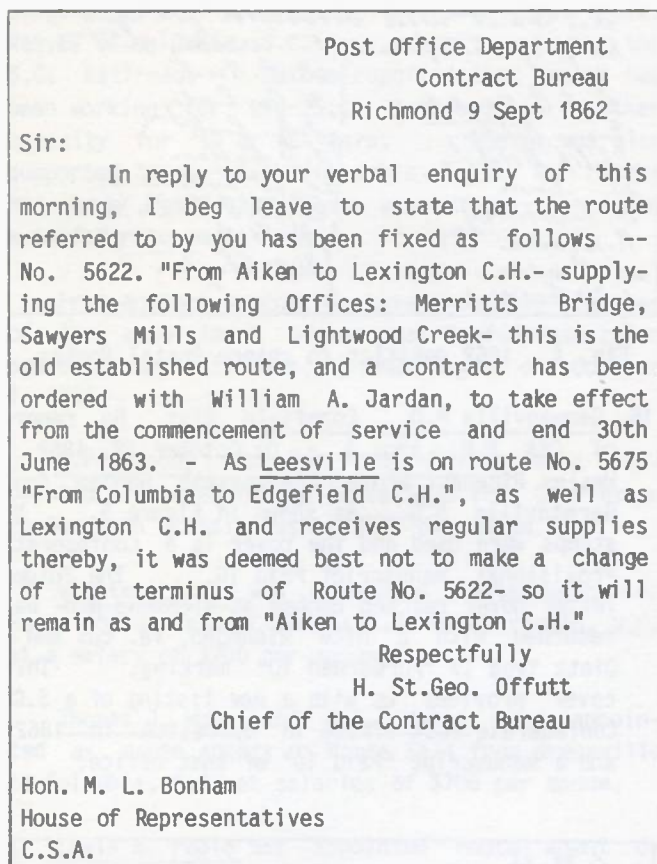 Post Office Department
Contract Bureau
Richmond 9 Sept 1862
Sir:
In reply to your verbal enquiry of this
morning, I beg leave to state that the route
referred to by you has been fixed as follows --
No. 5622. "From Aiken to Lexington C.H.- supply-
ing the following Offices: Merritts Bridge,
Sawyers Mills and Lightwood Creek- this is the
old established route, and a contract has been
ordered with William A. Jardan, to take effect
from the commencement of service and end 30th
June 1863. - As Leesville is on route No. 5675
"From Columbia to Edgefield C.H.", as well as
Lexington C.H. and receives regular supplies
thereby, it was deemed best not to make a change
of the terminus of Route No. 5622- so it will
remain as and from "Aiken to Lexington C.H."
Respectfully
H. St.Geo. Offutt
Chief of the Contract Bureau
Hon. M. L. Bonham
House of Representatives
C.S.A.